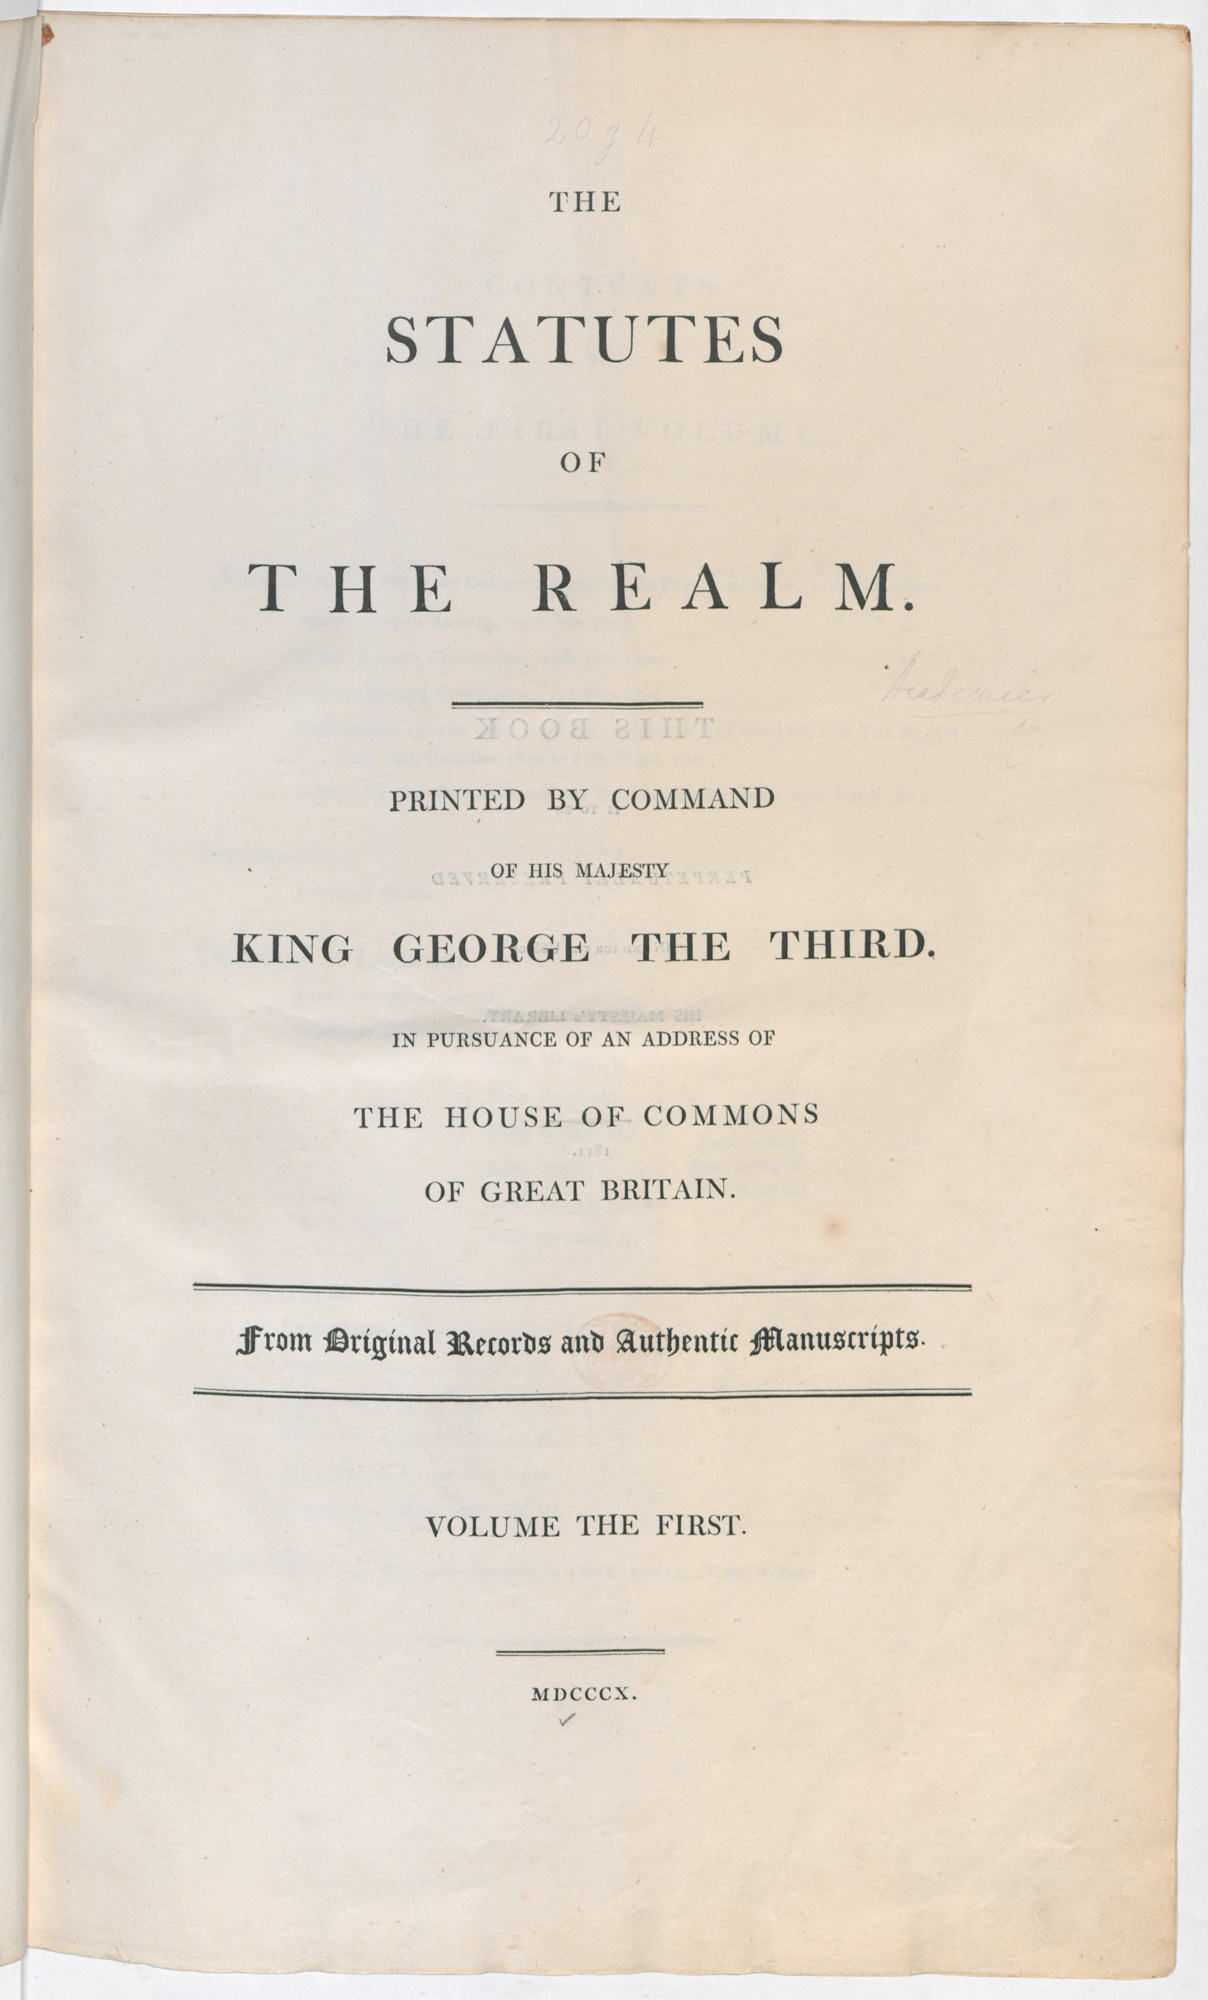 20 g 4
THE
STATUTES
OF
THE REALM.
PRINTED BY COMMAND
OF HIS MAJESTY
KING GEORGE THE THIRD.
IN PURSUANCE OF AN ADDRESS OF
THE HOUSE OF COMMONS
OF GREAT BRITAIN.
From Original Records and Authentic Manuscripts.
VOLUME THE FIRST.
MDCCCX.